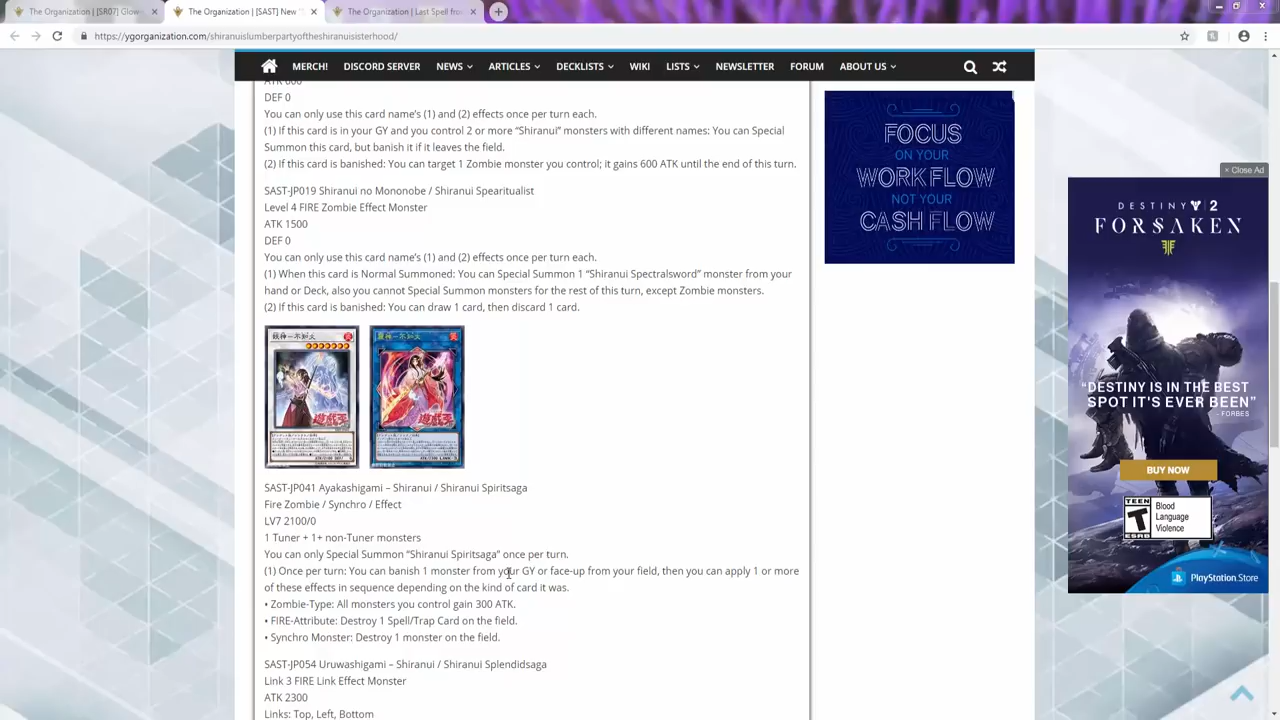 The Organization | [SR07] Glow-
The Organization | [SAST] New "S
The Organization | Last Spell from
https://ygorganization.com/shiranuislumberpartyoftheshiranuisisterhood/
MERCH!
DISCORD SERVER
NEWS
ARTICLES
DECKLISTS
WIKI
LISTS
NEWSLETTER
FORUM
ABOUT US
ATK 600
DEF 0
You can only use this card name's (1) and (2) effects once per turn each.
(1) If this card is in your GY and you control 2 or more "Shiranui" monsters with different names: You can Special
Summon this card, but banish it if it leaves the field.
(2) If this card is banished: You can target 1 Zombie monster you control; it gains 600 ATK until the end of this turn.
SAST-JP019 Shiranui no Mononobe / Shiranui Spearitualist
Level 4 FIRE Zombie Effect Monster
ATK 1500
DEF 0
You can only use this card name's (1) and (2) effects once per turn each.
(1) When this card is Normal Summoned: You can Special Summon 1 "Shiranui Spectralsword" monster from your
hand or Deck, also you cannot Special Summon monsters for the rest of this turn, except Zombie monsters.
(2) If this card is banished: You can draw 1 card, then discard 1 card.
SAST-JP041 Ayakashigami – Shiranui / Shiranui Spiritsaga
Fire Zombie / Synchro / Effect
LV7 2100/0
1 Tuner + 1+ non-Tuner monsters
You can only Special Summon "Shiranui Spiritsaga" once per turn.
(1) Once per turn: You can banish 1 monster from your GY or face-up from your field, then you can apply 1 or more
of these effects in sequence depending on the kind of card it was.
• Zombie-Type: All monsters you control gain 300 ATK.
• FIRE-Attribute: Destroy 1 Spell/Trap Card on the field.
• Synchro Monster: Destroy 1 monster on the field.
SAST-JP054 Uruwashigami – Shiranui / Shiranui Splendidsaga
Link 3 FIRE Link Effect Monster
ATK 2300
Links: Top, Left, Bottom
FOCUS
ON YOUR
WORK FLOW
NOT YOUR
CASH FLOW
× Close Ad
DESTINY 2
FORSAKEN
"DESTINY IS IN THE BEST
SPOT IT'S EVER BEEN"
– FORBES
BUY NOW
TEEN
T
ESRB
Blood
Language
Violence
PlayStation.Store